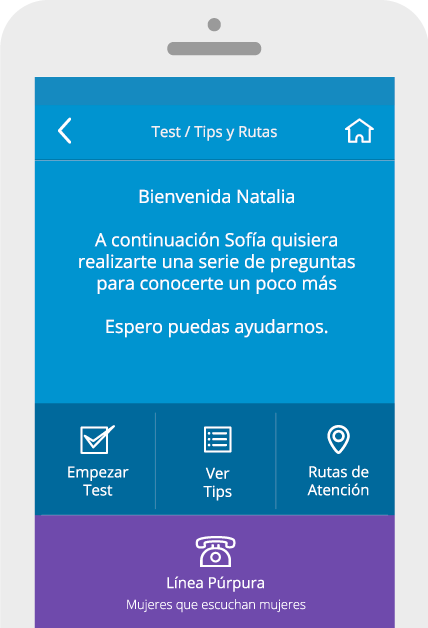 Test / Tips y Rutas
Bienvenida Natalia
A continuación Sofía quisiera
realizarte una serie de preguntas
para conocerte un poco más
Espero puedas ayudarnos.
Empezar
Test
Ver
Tips
Rutas de
Atención
Línea Púrpura
Mujeres que escuchan mujeres